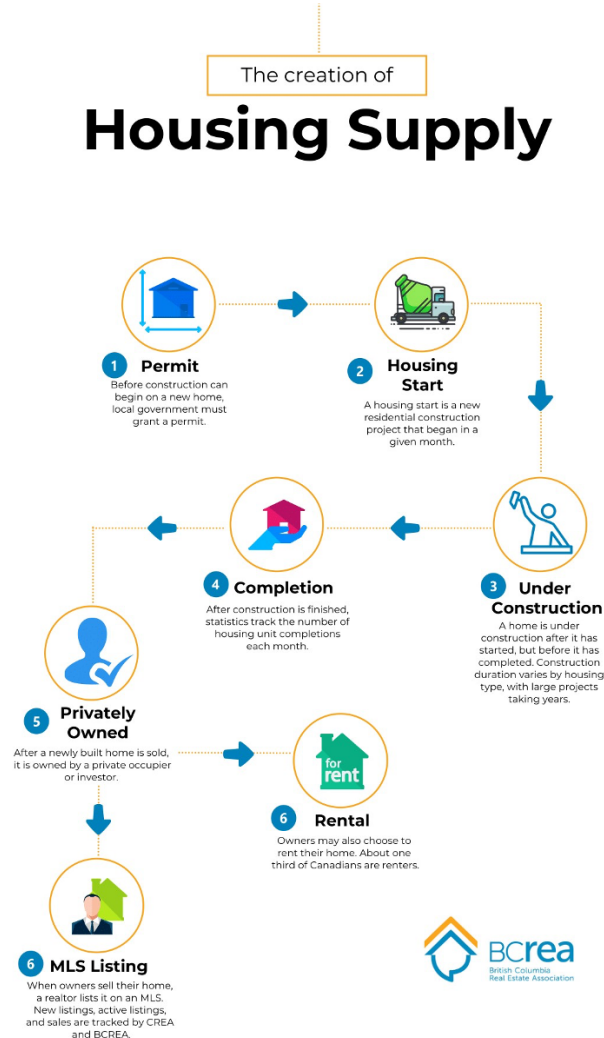 The creation of
Housing Supply
1
Permit
Before construction can
begin on a new home,
local government must
grant a permit.
2
Housing
Start
A housing start is a new
residential construction
project that began in a
given month.
3
Under
Construction
A home is under
construction after it has
started, but before it has
completed. Construction
duration varies by housing
type, with large projects
taking years.
4
Completion
After construction is finished,
statistics track the number of
housing unit completions
each month.
5
Privately
Owned
After a newly built home is sold,
it is owned by a private occupier
or investor.
for
rent
6
Rental
Owners may also choose to
rent their home. About one
third of Canadians are renters.
6
MLS Listing
When owners sell their home,
a realtor lists it on an MLS.
New listings, active listings,
and sales are tracked by CREA
and BCREA.
BCrea
British Columbia
Real Estate Association